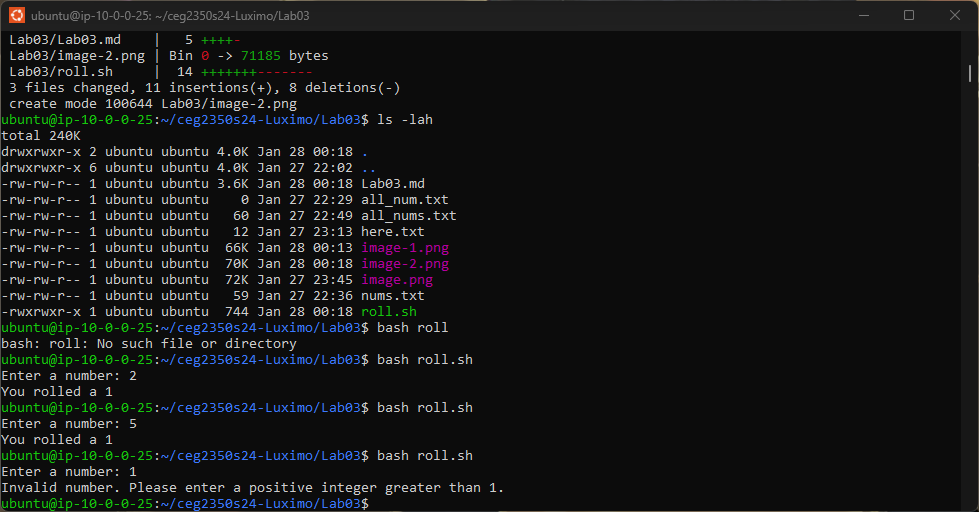 ubuntu@ip-10-0-0-25: ~/ceg2350s24-Luximo/Lab03
Lab03/Lab03.md    |   5 ++++-
Lab03/image-2.png | Bin 0 -> 71185 bytes
Lab03/roll.sh     |  14 +++++++-------
3 files changed, 11 insertions(+), 8 deletions(-)
create mode 100644 Lab03/image-2.png
ubuntu@ip-10-0-0-25:~/ceg2350s24-Luximo/Lab03$ ls -lah
total 240K
drwxrwxr-x 2 ubuntu ubuntu 4.0K Jan 28 00:18 .
drwxrwxr-x 6 ubuntu ubuntu 4.0K Jan 27 22:02 ..
-rw-rw-r-- 1 ubuntu ubuntu 3.6K Jan 28 00:18 Lab03.md
-rw-rw-r-- 1 ubuntu ubuntu    0 Jan 27 22:29 all_num.txt
-rw-rw-r-- 1 ubuntu ubuntu   60 Jan 27 22:49 all_nums.txt
-rw-rw-r-- 1 ubuntu ubuntu   12 Jan 27 23:13 here.txt
-rw-rw-r-- 1 ubuntu ubuntu  66K Jan 28 00:13 image-1.png
-rw-rw-r-- 1 ubuntu ubuntu  70K Jan 28 00:18 image-2.png
-rw-rw-r-- 1 ubuntu ubuntu  72K Jan 27 23:45 image.png
-rw-rw-r-- 1 ubuntu ubuntu   59 Jan 27 22:36 nums.txt
-rwxrwxr-x 1 ubuntu ubuntu  744 Jan 28 00:18 roll.sh
ubuntu@ip-10-0-0-25:~/ceg2350s24-Luximo/Lab03$ bash roll
bash: roll: No such file or directory
ubuntu@ip-10-0-0-25:~/ceg2350s24-Luximo/Lab03$ bash roll.sh
Enter a number: 2
You rolled a 1
ubuntu@ip-10-0-0-25:~/ceg2350s24-Luximo/Lab03$ bash roll.sh
Enter a number: 5
You rolled a 1
ubuntu@ip-10-0-0-25:~/ceg2350s24-Luximo/Lab03$ bash roll.sh
Enter a number: 1
Invalid number. Please enter a positive integer greater than 1.
ubuntu@ip-10-0-0-25:~/ceg2350s24-Luximo/Lab03$